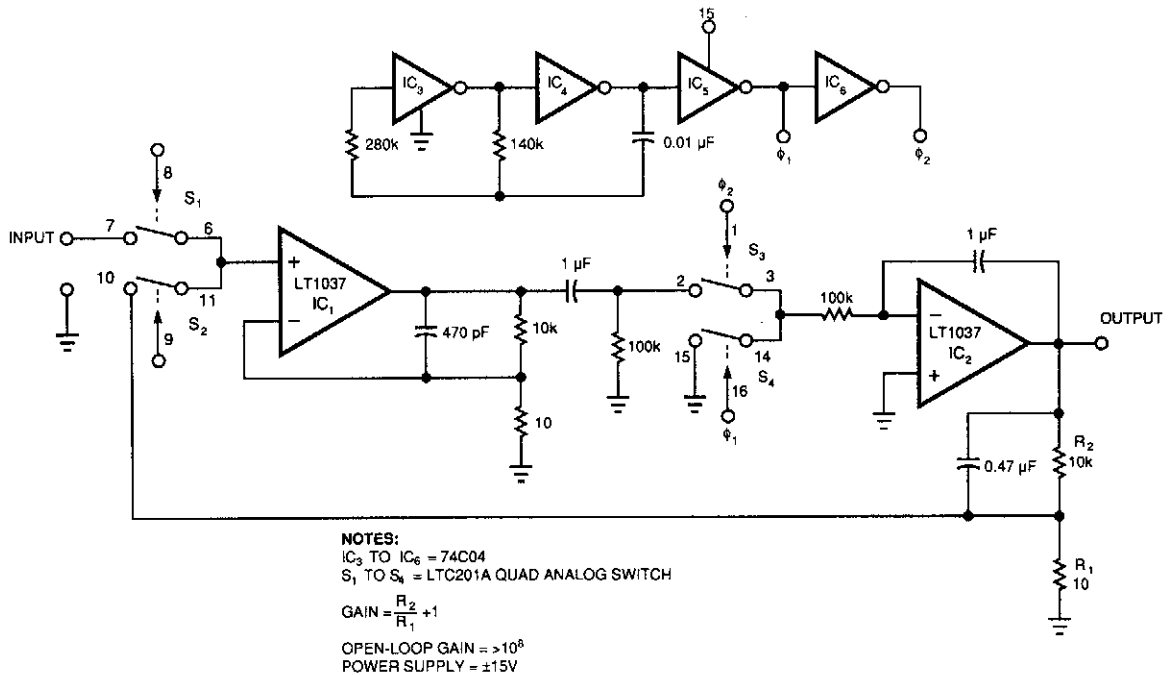 15
IC3
IC4
IC5
IC6
280k
140k
0.01 µF
ϕ1
ϕ2
8
S1
INPUT
7
6
10
11
S2
9
+
LT1037
IC1
−
470 pF
10k
10
1 µF
100k
ϕ2
1
S3
2
3
15
14
S4
16
ϕ1
100k
1 µF
−
LT1037
IC2
+
OUTPUT
0.47 µF
R2
10k
R1
10
NOTES:
IC3 TO IC6 = 74C04
S1 TO S4 = LTC201A QUAD ANALOG SWITCH
GAIN = R2/R1 +1
OPEN-LOOP GAIN = >10⁸
POWER SUPPLY = ±15V